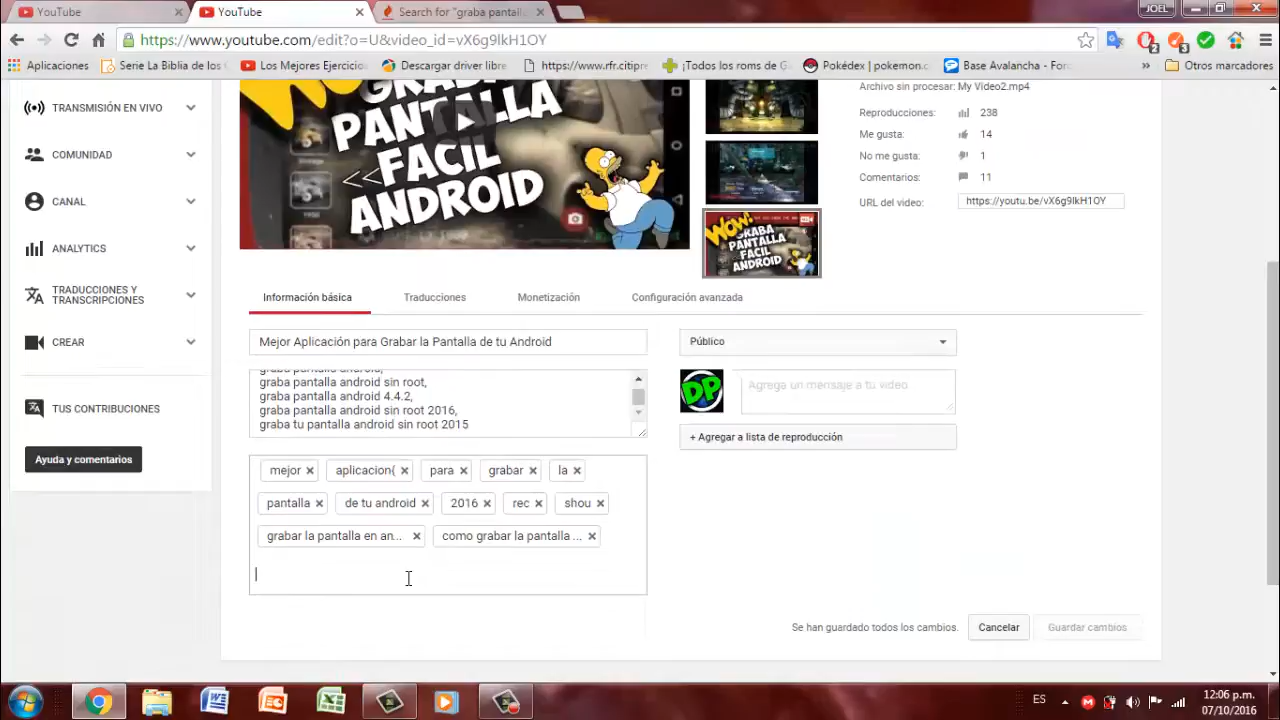 YouTube
YouTube
Search for "graba pantall
JOEL
https://www.youtube.com/edit?o=U&video_id=vX6g9lkH1OY
2
3
Aplicaciones
Serie La Biblia de los
Los Mejores Ejercicio
Descargar driver libre
https://www.rfr.citipre
¡Todos los roms de G
Pokédex | pokemon.c
Base Avalancha - Foro
»
Otros marcadores
TRANSMISIÓN EN VIVO
COMUNIDAD
CANAL
ANALYTICS
TRADUCCIONES Y
TRANSCRIPCIONES
CREAR
TUS CONTRIBUCIONES
Ayuda y comentarios
WOW!
GRABA
PANTALLA
<<FACIL
ANDROID
WOW!
GRABA
PANTALLA
FACIL
ANDROID
Archivo sin procesar: My Video2.mp4
Reproducciones: 238
Me gusta: 14
No me gusta: 1
Comentarios: 11
URL del video: https://youtu.be/vX6g9lkH1OY
Información básica
Traducciones
Monetización
Configuración avanzada
Mejor Aplicación para Grabar la Pantalla de tu Android
Público
graba pantalla android,
graba pantalla android sin root,
graba pantalla android 4.4.2,
graba pantalla android sin root 2016,
graba tu pantalla android sin root 2015
DP
Agrega un mensaje a tu video.
+ Agregar a lista de reproducción
mejor × aplicacion( × para × grabar × la ×
pantalla × de tu android × 2016 × rec × shou ×
grabar la pantalla en an... × como grabar la pantalla ... ×
Se han guardado todos los cambios.
Cancelar
Guardar cambios
ES
12:06 p.m.
07/10/2016